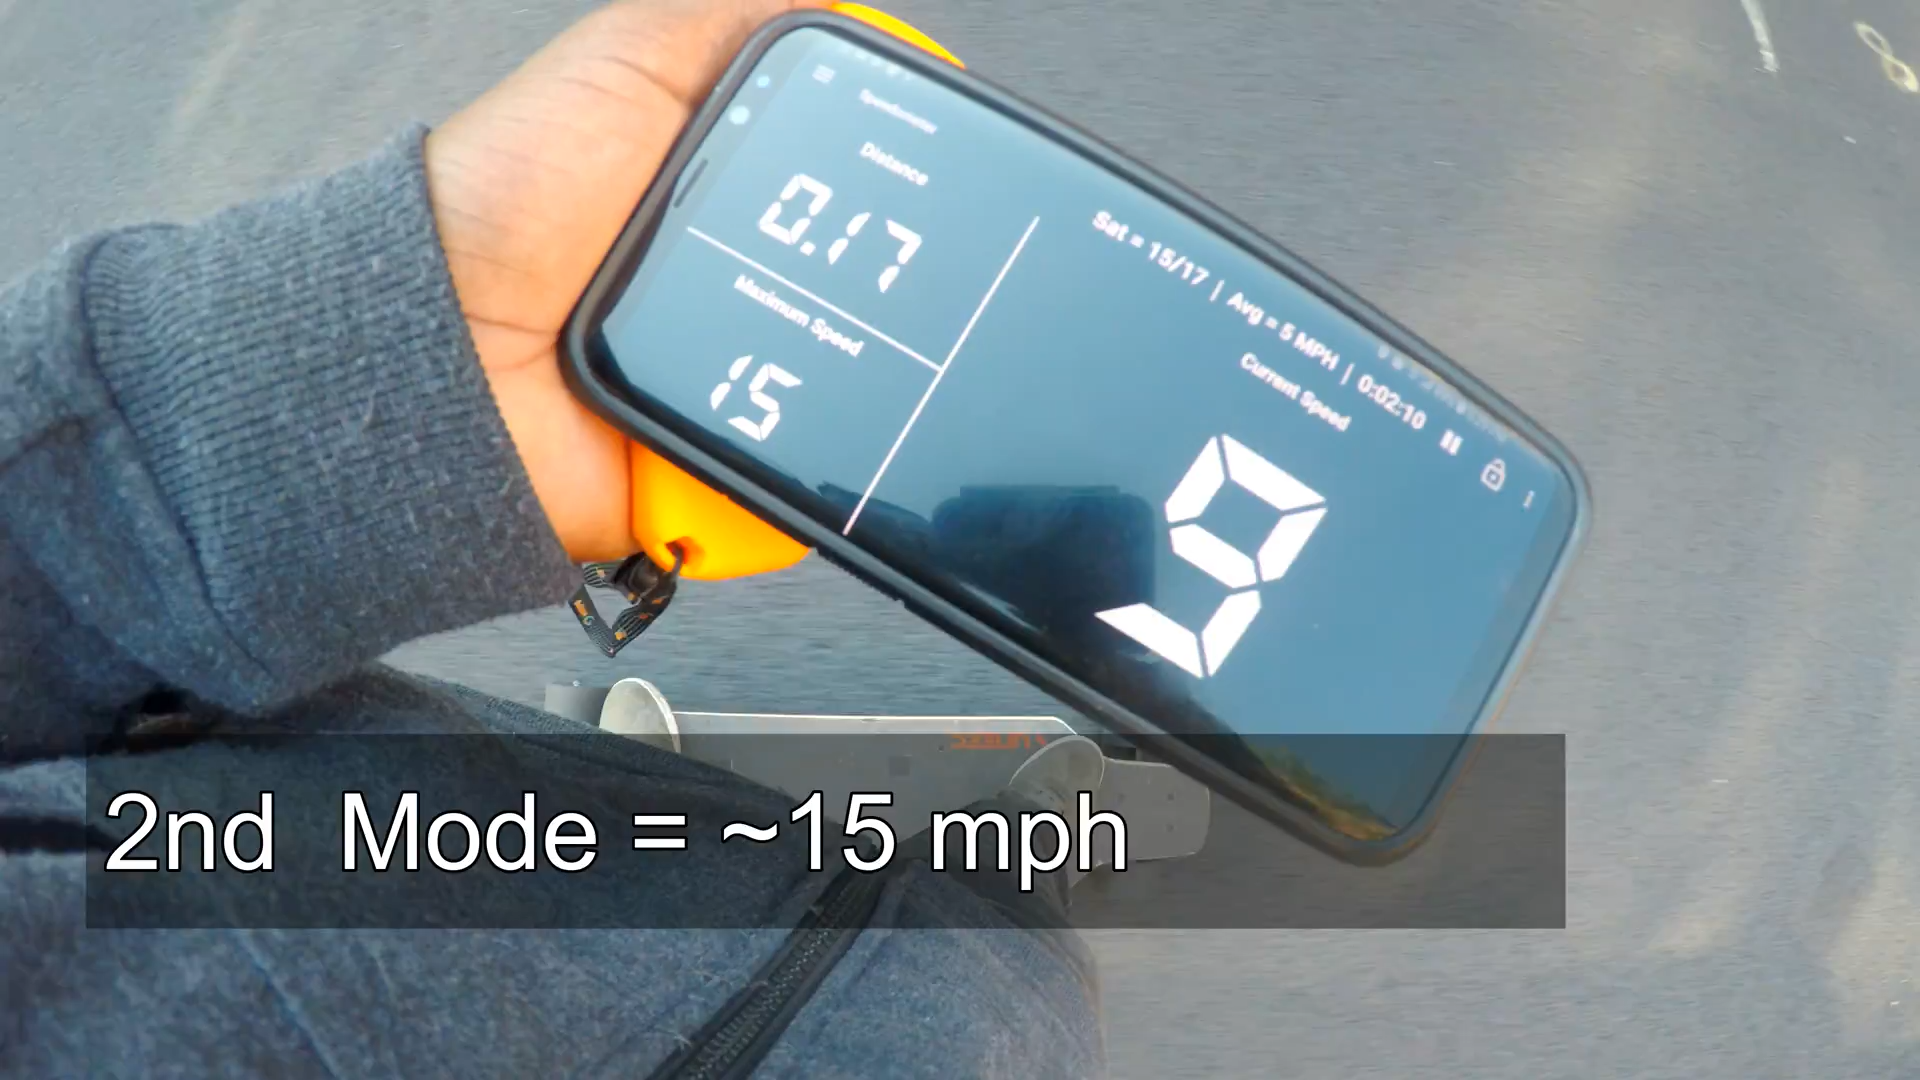 Speedometer
Distance
0.17
Maximum Speed
15
Sat = 15/17 | Avg = 5 MPH | 0:02:10
Current Speed
9
2nd Mode = ~15 mph
8